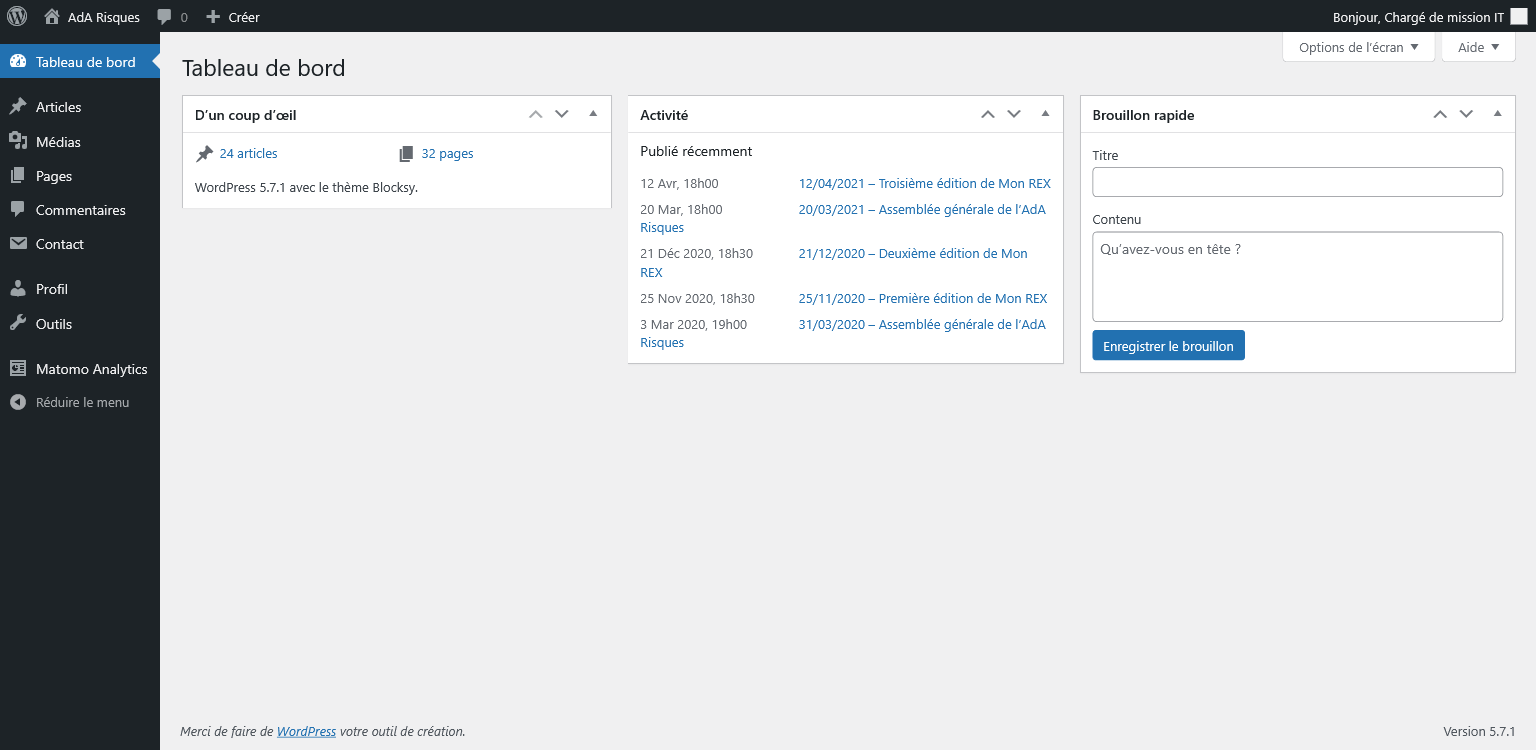 AdA Risques
0
Créer
Bonjour, Chargé de mission IT
Tableau de bord
Articles
Médias
Pages
Commentaires
Contact
Profil
Outils
Matomo Analytics
Réduire le menu
Options de l’écran
Aide
Tableau de bord
D’un coup d’œil
24 articles
32 pages
WordPress 5.7.1 avec le thème Blocksy.
Activité
Publié récemment
12 Avr, 18h00 12/04/2021 – Troisième édition de Mon REX
20 Mar, 18h00 20/03/2021 – Assemblée générale de l’AdA
Risques
21 Déc 2020, 18h30 21/12/2020 – Deuxième édition de Mon
REX
25 Nov 2020, 18h30 25/11/2020 – Première édition de Mon REX
3 Mar 2020, 19h00 31/03/2020 – Assemblée générale de l’AdA
Risques
Brouillon rapide
Titre
Contenu
Qu’avez-vous en tête ?
Enregistrer le brouillon
Merci de faire de WordPress votre outil de création.
Version 5.7.1